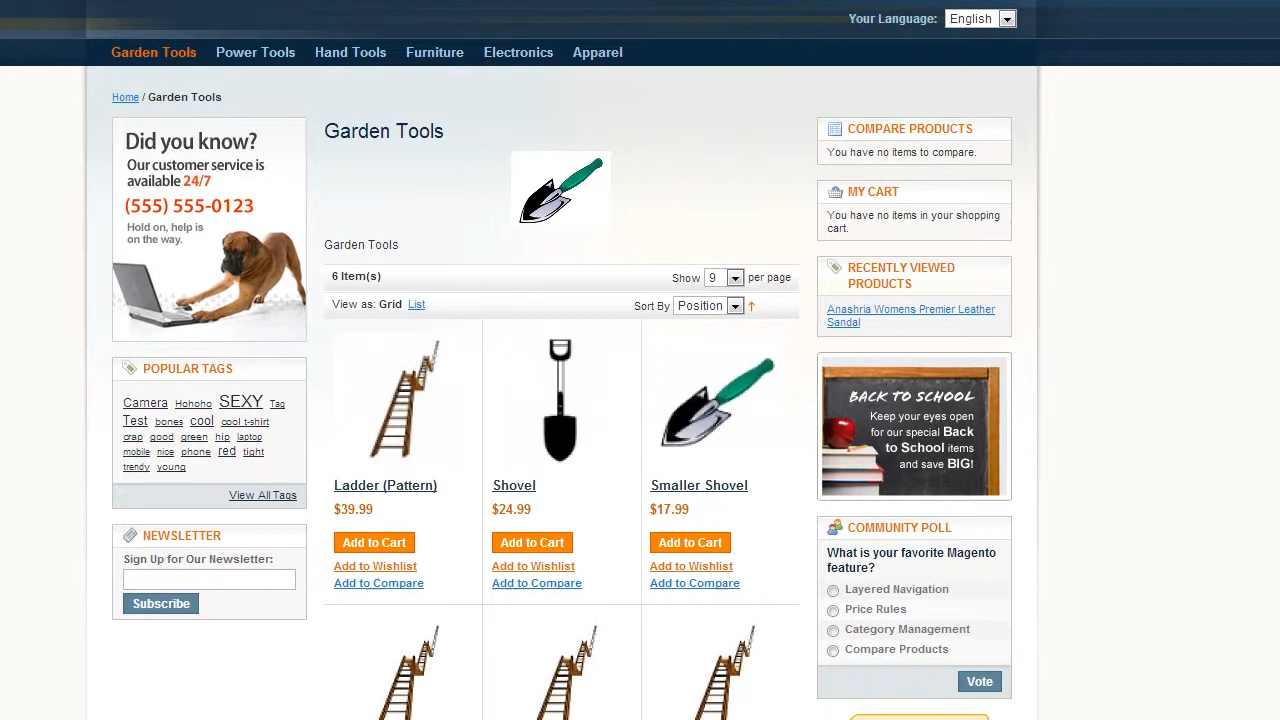 Your Language: English
Garden Tools Power Tools Hand Tools Furniture Electronics Apparel
Home / Garden Tools
Did you know?
Our customer service is
available 24/7
(555) 555-0123
Hold on, help is
on the way.
POPULAR TAGS
Camera Hohoho SEXY Tag
Test bones cool cool t-shirt
crap good green hip laptop
mobile nice phone red tight
trendy young
View All Tags
NEWSLETTER
Sign Up for Our Newsletter:
Subscribe
Garden Tools
Garden Tools
6 Item(s)
Show 9 per page
View as: Grid List
Sort By Position
Ladder (Pattern)
$39.99
Add to Cart
Add to Wishlist
Add to Compare
Shovel
$24.99
Add to Cart
Add to Wishlist
Add to Compare
Smaller Shovel
$17.99
Add to Cart
Add to Wishlist
Add to Compare
COMPARE PRODUCTS
You have no items to compare.
MY CART
You have no items in your shopping
cart.
RECENTLY VIEWED
PRODUCTS
Anashria Womens Premier Leather
Sandal
BACK TO SCHOOL
Keep your eyes open
for our special Back
to School items
and save BIG!
COMMUNITY POLL
What is your favorite Magento
feature?
Layered Navigation
Price Rules
Category Management
Compare Products
Vote